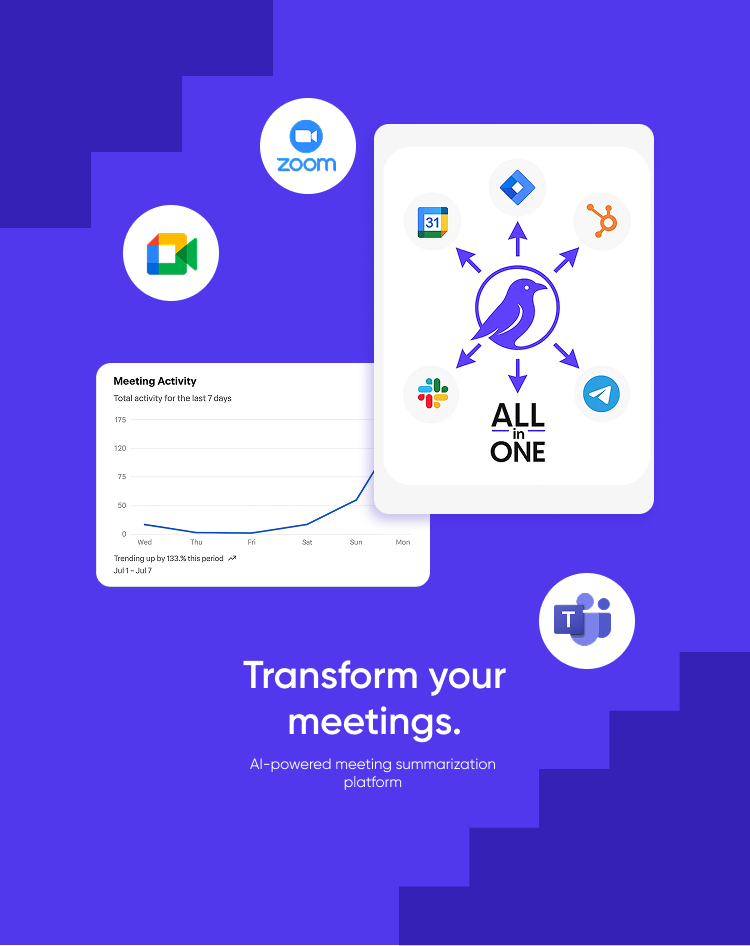 zoom
31
ALL
in
ONE
Meeting Activity
Total activity for the last 7 days
175
120
75
50
0
Wed Thu Fri Sat Sun Mon
Trending up by 133.% this period
Jul 1 – Jul 7
T
Transform your
meetings.
AI-powered meeting summarization
platform